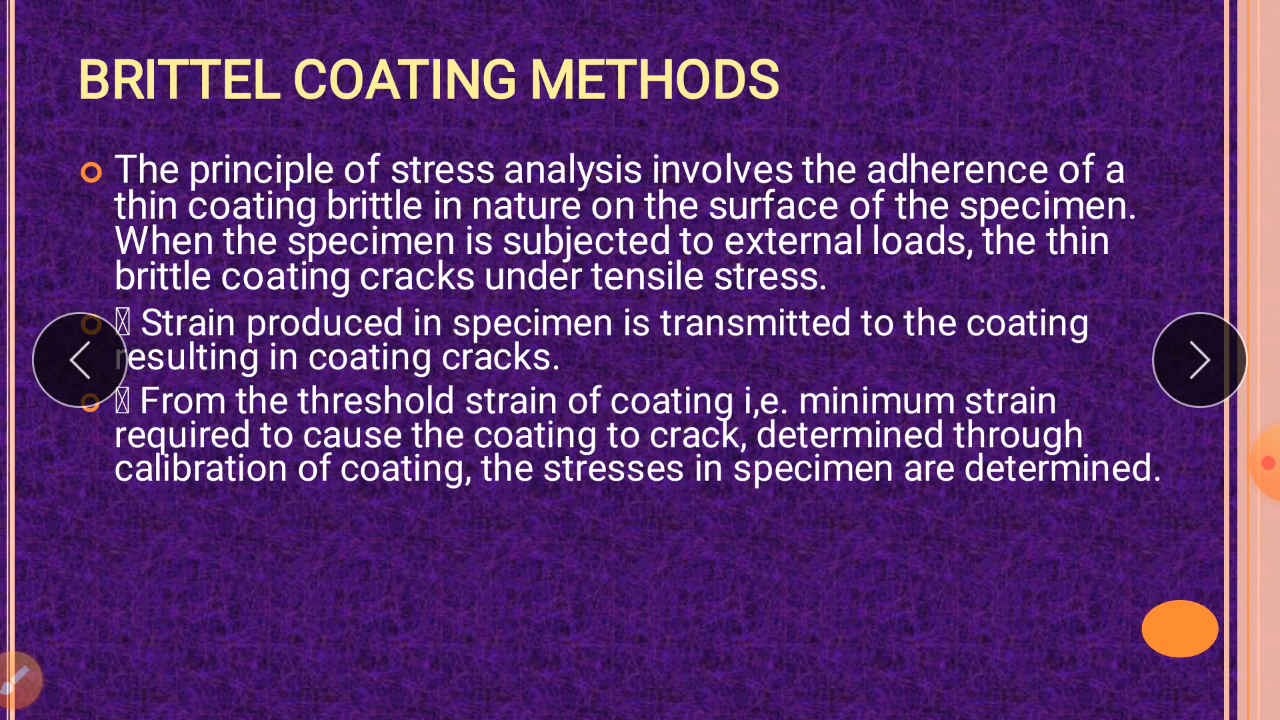 BRITTEL COATING METHODS
The principle of stress analysis involves the adherence of a
thin coating brittle in nature on the surface of the specimen.
When the specimen is subjected to external loads, the thin
brittle coating cracks under tensile stress.
Strain produced in specimen is transmitted to the coating
resulting in coating cracks.
From the threshold strain of coating i,e. minimum strain
required to cause the coating to crack, determined through
calibration of coating, the stresses in specimen are determined.